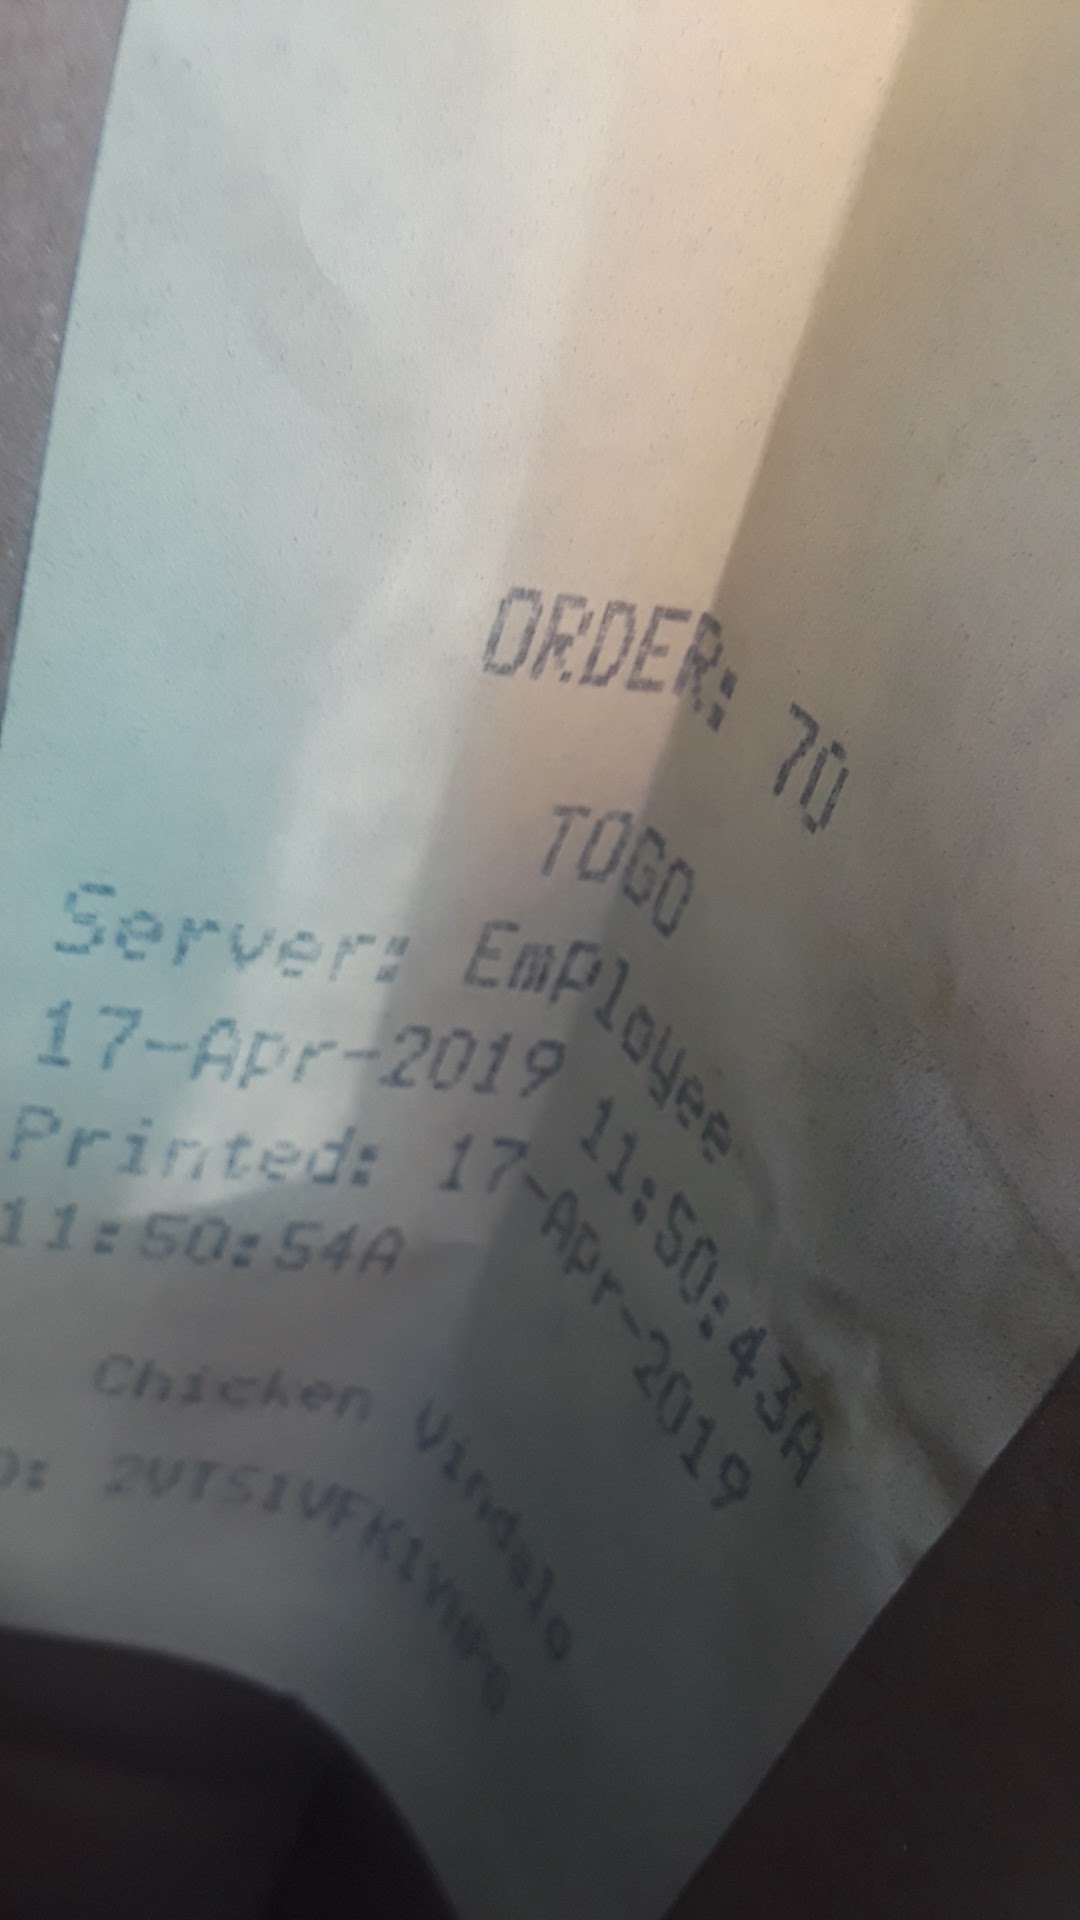 ORDER: 70
TOGO
Server: Employee
17-Apr-2019 11:50:43A
Printed: 17-Apr-2019
11:50:54A
Chicken Vindalo